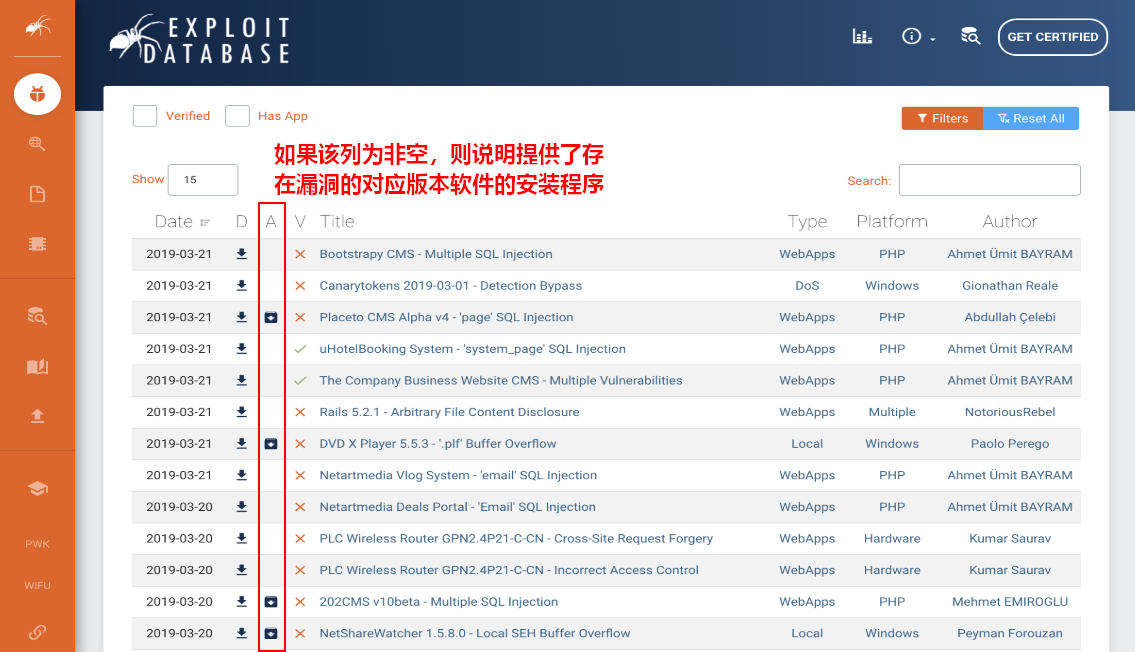 EXPLOIT
DATABASE
GET CERTIFIED
Verified Has App
Filters Reset All
如果该列为非空，则说明提供了存
在漏洞的对应版本软件的安装程序
Show 15 Search:
Date D A V Title Type Platform Author
2019-03-21 Bootstrapy CMS - Multiple SQL Injection WebApps PHP Ahmet Ümit BAYRAM
2019-03-21 Canarytokens 2019-03-01 - Detection Bypass DoS Windows Gionathan Reale
2019-03-21 Placeto CMS Alpha v4 - 'page' SQL Injection WebApps PHP Abdullah Çelebi
2019-03-21 uHotelBooking System - 'system_page' SQL Injection WebApps PHP Ahmet Ümit BAYRAM
2019-03-21 The Company Business Website CMS - Multiple Vulnerabilities WebApps PHP Ahmet Ümit BAYRAM
2019-03-21 Rails 5.2.1 - Arbitrary File Content Disclosure WebApps Multiple NotoriousRebel
2019-03-21 DVD X Player 5.5.3 - '.plf' Buffer Overflow Local Windows Paolo Perego
2019-03-21 Netartmedia Vlog System - 'email' SQL Injection WebApps PHP Ahmet Ümit BAYRAM
2019-03-20 Netartmedia Deals Portal - 'Email' SQL Injection WebApps PHP Ahmet Ümit BAYRAM
2019-03-20 PLC Wireless Router GPN2.4P21-C-CN - Cross-Site Request Forgery WebApps Hardware Kumar Saurav
2019-03-20 PLC Wireless Router GPN2.4P21-C-CN - Incorrect Access Control WebApps Hardware Kumar Saurav
2019-03-20 202CMS v10beta - Multiple SQL Injection WebApps PHP Mehmet EMIROGLU
2019-03-20 NetShareWatcher 1.5.8.0 - Local SEH Buffer Overflow Local Windows Peyman Forouzan
PWK
WIFU